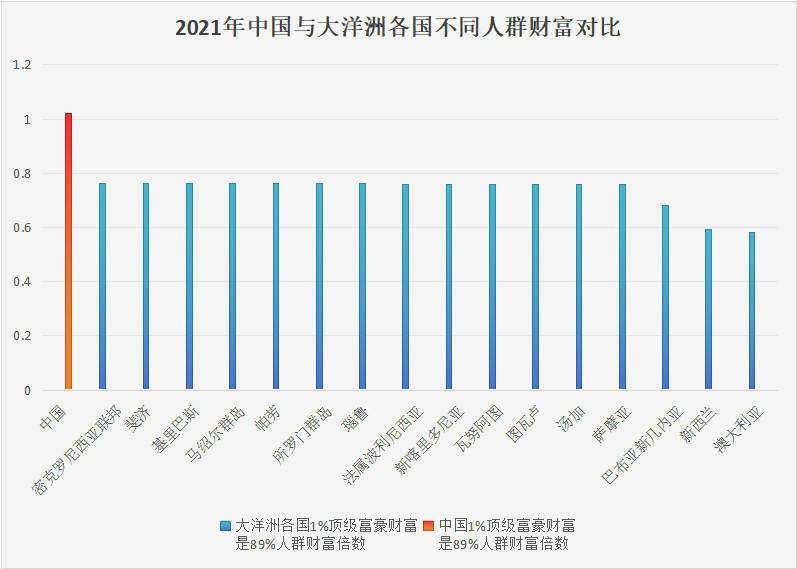 2021年中国与大洋洲各国不同人群财富对比
1.2
1
0.8
0.6
0.4
0.2
0
中国
密克罗尼西亚联邦
斐济
基里巴斯
马绍尔群岛
帕劳
所罗门群岛
瑙鲁
法属波利尼西亚
新喀里多尼亚
瓦努阿图
图瓦卢
汤加
萨摩亚
巴布亚新几内亚
新西兰
澳大利亚
大洋洲各国1%顶级富豪财富
是89%人群财富倍数
中国1%顶级富豪财富
是89%人群财富倍数